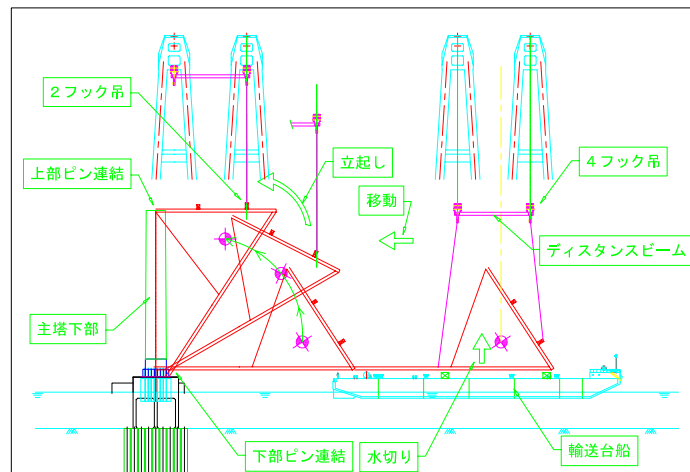 2フック吊
立起し
4フック吊
上部ピン連結
移動
ディスタンスビーム
主塔下部
下部ピン連結
水切り
輸送台船